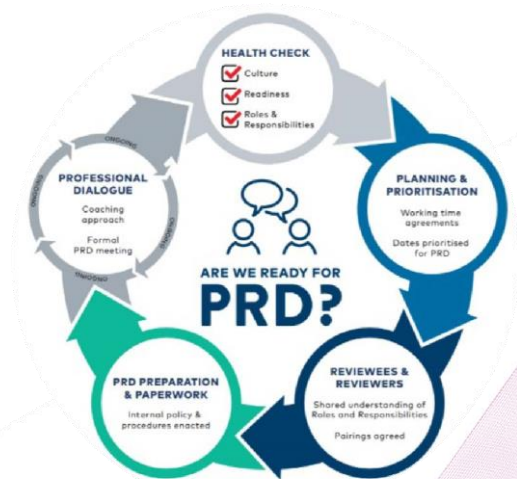 HEALTH CHECK
Culture
Readiness
Roles &
Responsibilities
PLANNING &
PRIORITISATION
Working time
agreements
Dates prioritised
for PRD
REVIEWEES &
REVIEWERS
Shared understanding of
Roles and Responsibilities
Pairings agreed
PRD PREPARATION
& PAPERWORK
Internal policy &
procedures enacted
PROFESSIONAL
DIALOGUE
Coaching
approach
Formal
PRD meeting
ONGOING
ONGOING
ONGOING
ONGOING
ARE WE READY FOR
PRD?